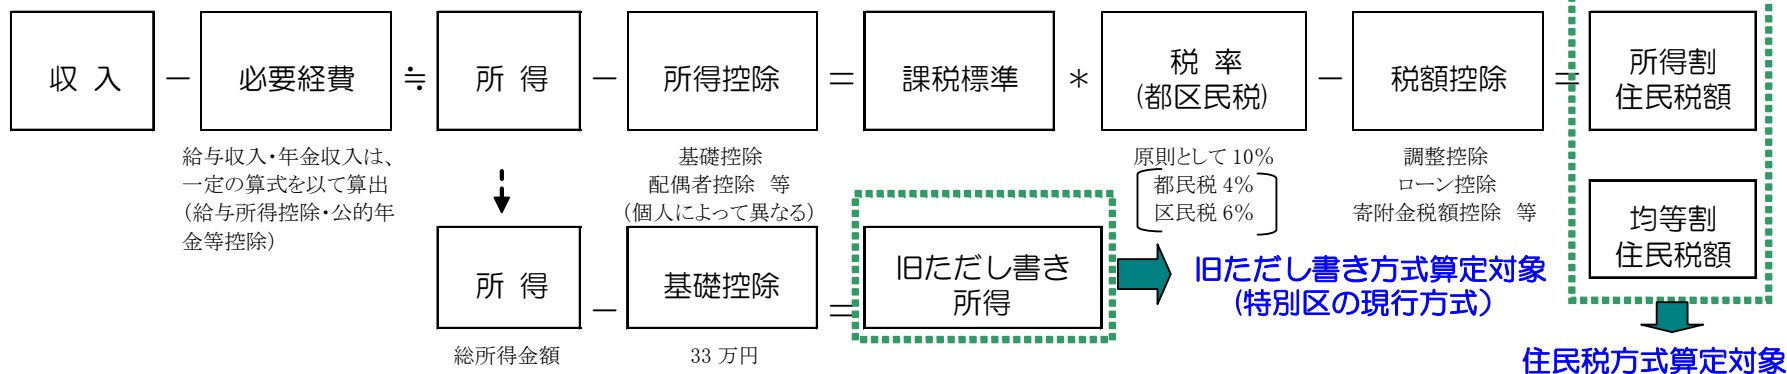 収 入 － 必要経費 ≒ 所 得 － 所得控除 ＝ 課税標準 ＊ 税 率 － 税額控除 ＝ 所得割
(都区民税)
住民税額
給与収入・年金収入は、
一定の算式を以て算出
（給与所得控除・公的年
金等控除）
基礎控除
配偶者控除 等
（個人によって異なる）
原則として 10%
都民税 4%
区民税 6%
調整控除
ローン控除
寄附金税額控除 等
均等割
住民税額
所 得 － 基礎控除 ＝ 旧ただし書き
所得
総所得金額
33 万円
旧ただし書き方式算定対象
(特別区の現行方式）
住民税方式算定対象